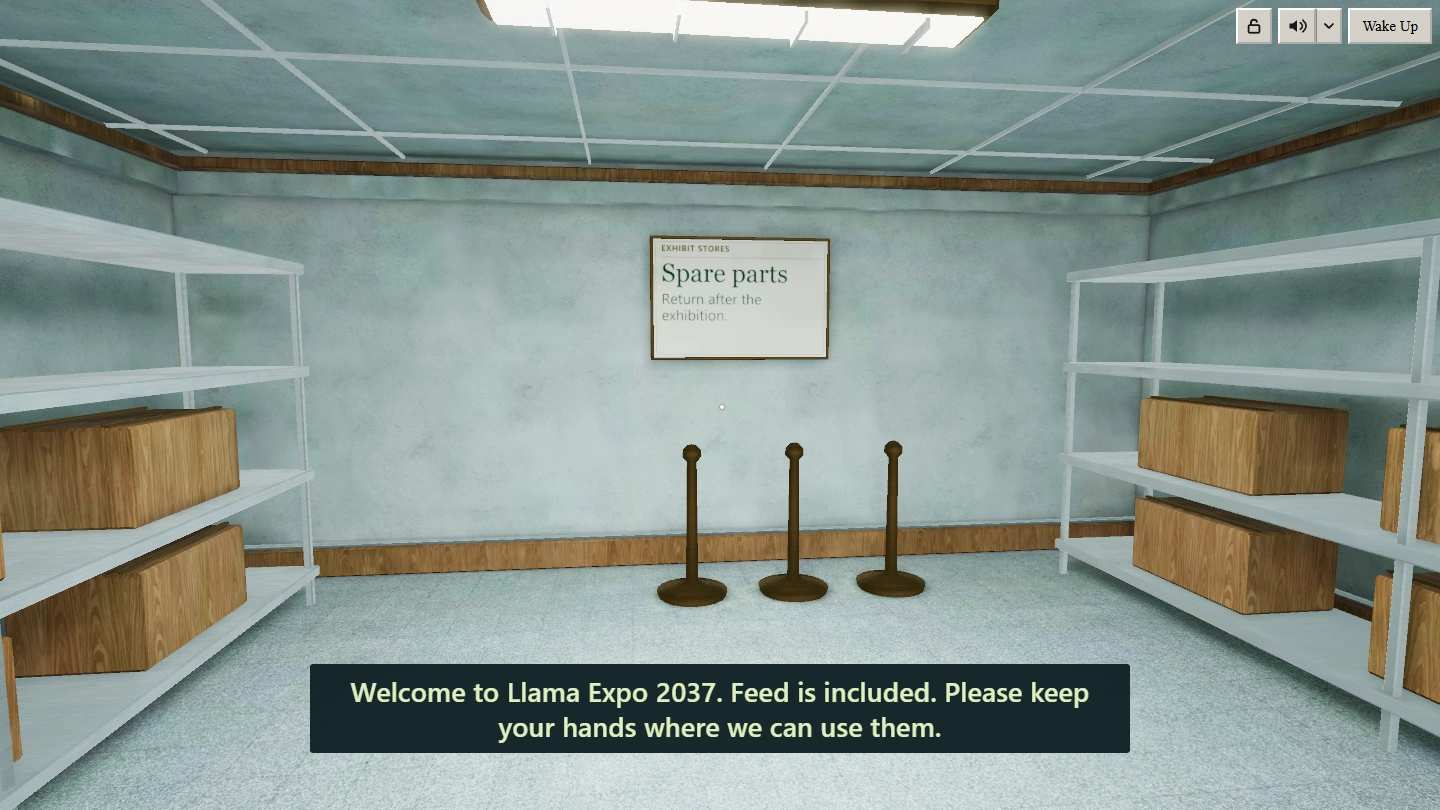 Wake Up
EXHIBIT STORES
Spare parts
Return after the
exhibition.
Welcome to Llama Expo 2037. Feed is included. Please keep
your hands where we can use them.